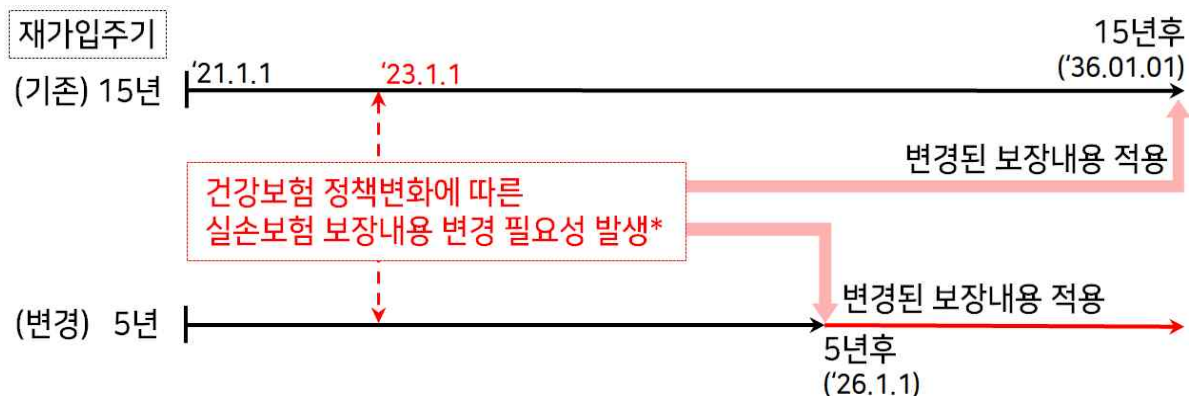 재가입주기
(기존) 15년
‘21.1.1
‘23.1.1
15년후
(‘36.01.01)
변경된 보장내용 적용
건강보험 정책변화에 따른
실손보험 보장내용 변경 필요성 발생*
변경된 보장내용 적용
(변경) 5년
5년후
(‘26.1.1)